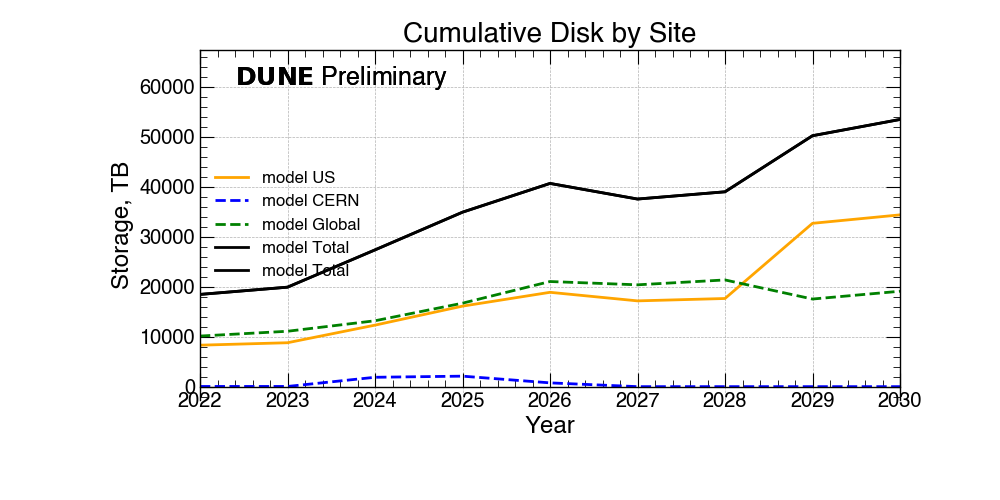 Cumulative Disk by Site
DUNE Preliminary
60000
50000
40000
30000
20000
10000
0
Storage, TB
model US
model CERN
model Global
model Total
model Total
2022 2023 2024 2025 2026 2027 2028 2029 2030
Year